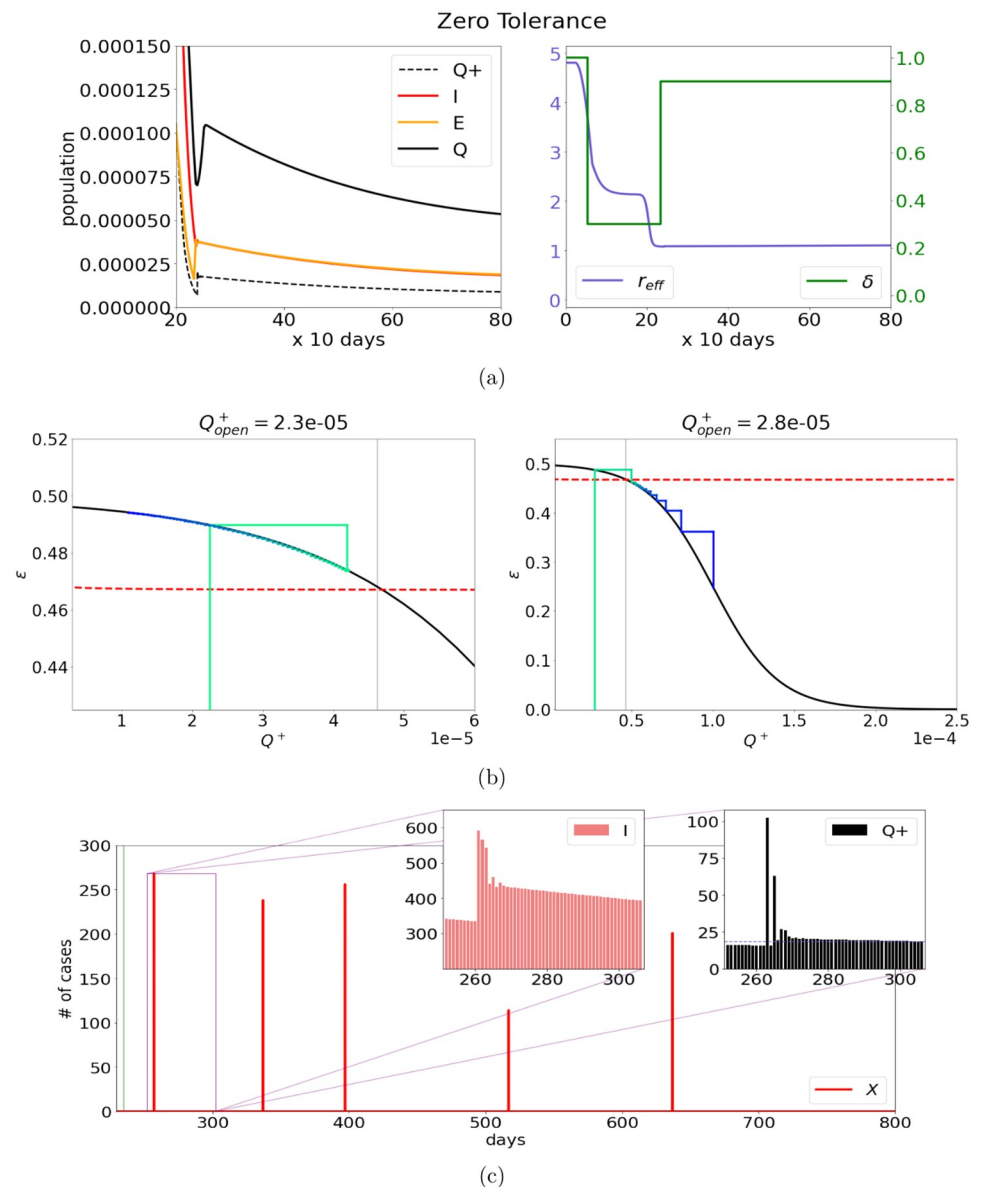 Zero Tolerance
0.000150
0.000125
0.000100
0.000075
0.000050
0.000025
0.000000
population
20 40 60 80
x 10 days
Q+
I
E
Q
5
4
3
2
1
0
1.0
0.8
0.6
0.4
0.2
0.0
r_eff
δ
0 20 40 60 80
x 10 days
(a)
Q⁺_open = 2.3e-05
0.52
0.50
0.48
0.46
0.44
ε
1 2 3 4 5 6
Q⁺
1e−5
Q⁺_open = 2.8e-05
0.5
0.4
0.3
0.2
0.1
0.0
ε
0.5 1.0 1.5 2.0 2.5
Q⁺
1e−4
(b)
300
250
200
150
100
50
0
# of cases
300 400 500 600 700 800
days
X
600
500
400
300
260 280 300
I
100
75
50
25
0
260 280 300
Q+
(c)